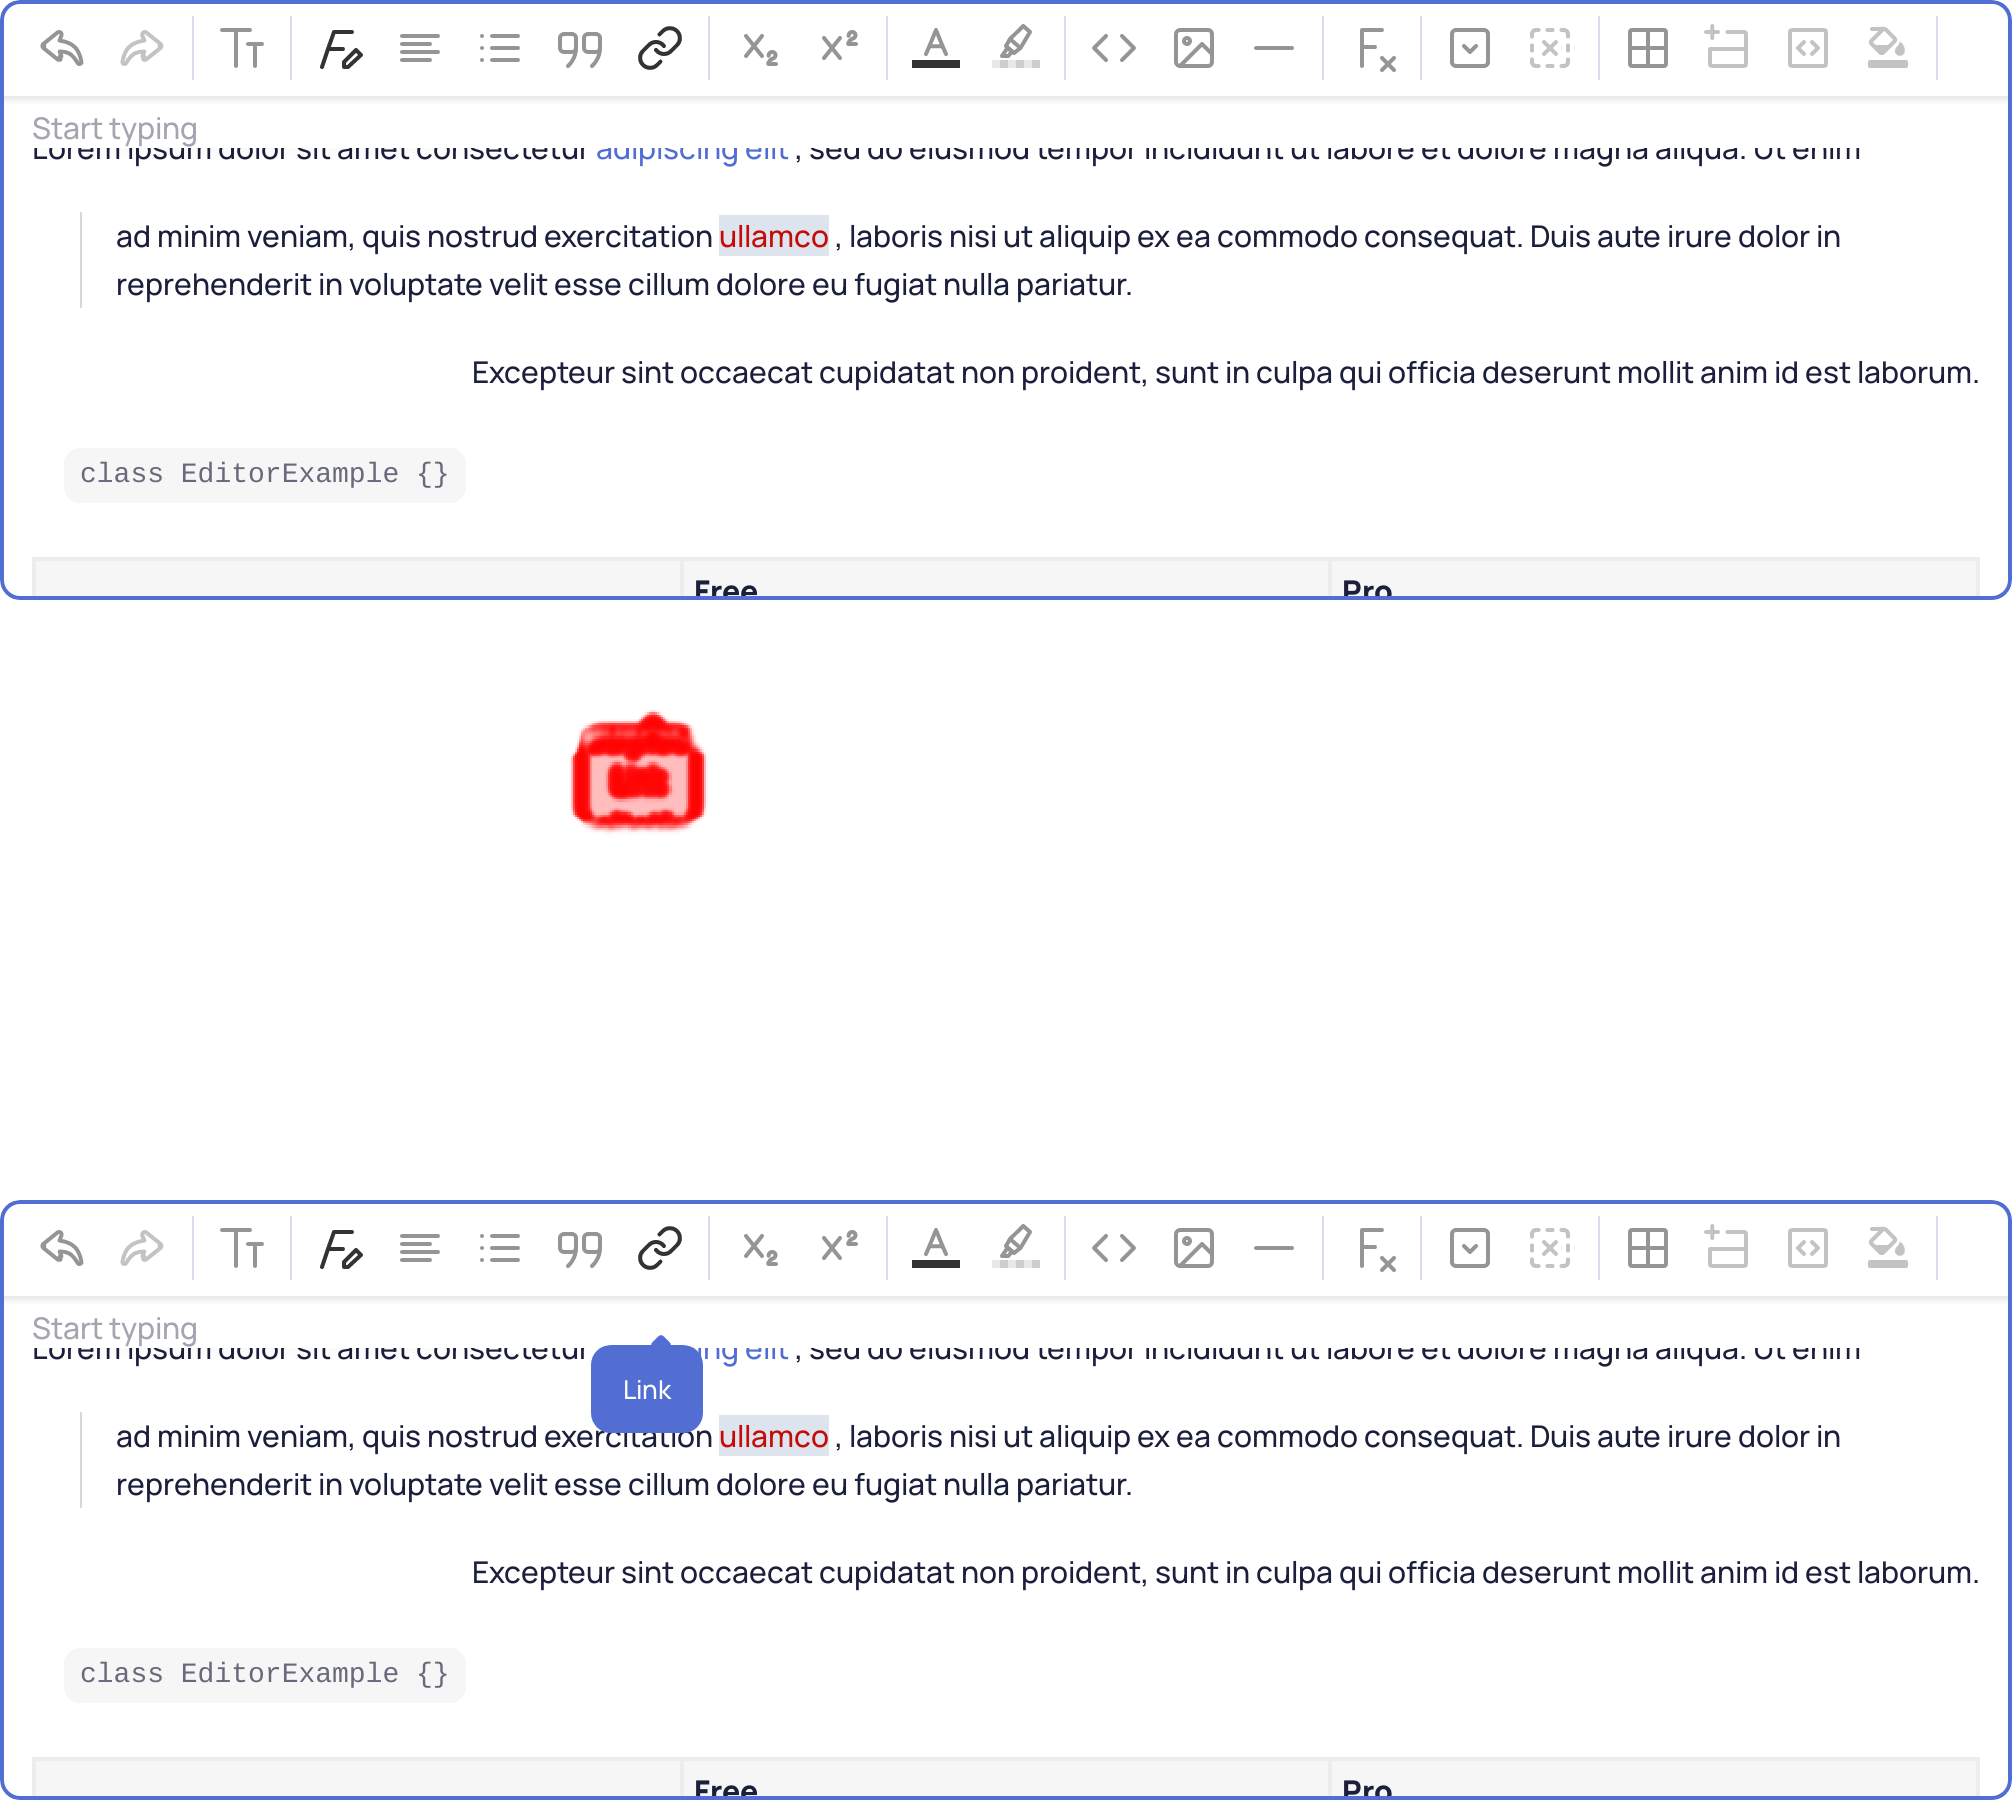 Start typing
Lorem ipsum dolor sit amet consectetur adipiscing elit , sed do eiusmod tempor incididunt ut labore et dolore magna aliqua. Ut enim
ad minim veniam, quis nostrud exercitation ullamco , laboris nisi ut aliquip ex ea commodo consequat. Duis aute irure dolor in
reprehenderit in voluptate velit esse cillum dolore eu fugiat nulla pariatur.
Excepteur sint occaecat cupidatat non proident, sunt in culpa qui officia deserunt mollit anim id est laborum.
class EditorExample {}
Free Pro
Start typing
Lorem ipsum dolor sit amet consectetur ing elit , sed do eiusmod tempor incididunt ut labore et dolore magna aliqua. Ut enim
Link
ad minim veniam, quis nostrud exercitation ullamco , laboris nisi ut aliquip ex ea commodo consequat. Duis aute irure dolor in
reprehenderit in voluptate velit esse cillum dolore eu fugiat nulla pariatur.
Excepteur sint occaecat cupidatat non proident, sunt in culpa qui officia deserunt mollit anim id est laborum.
class EditorExample {}
Free Pro